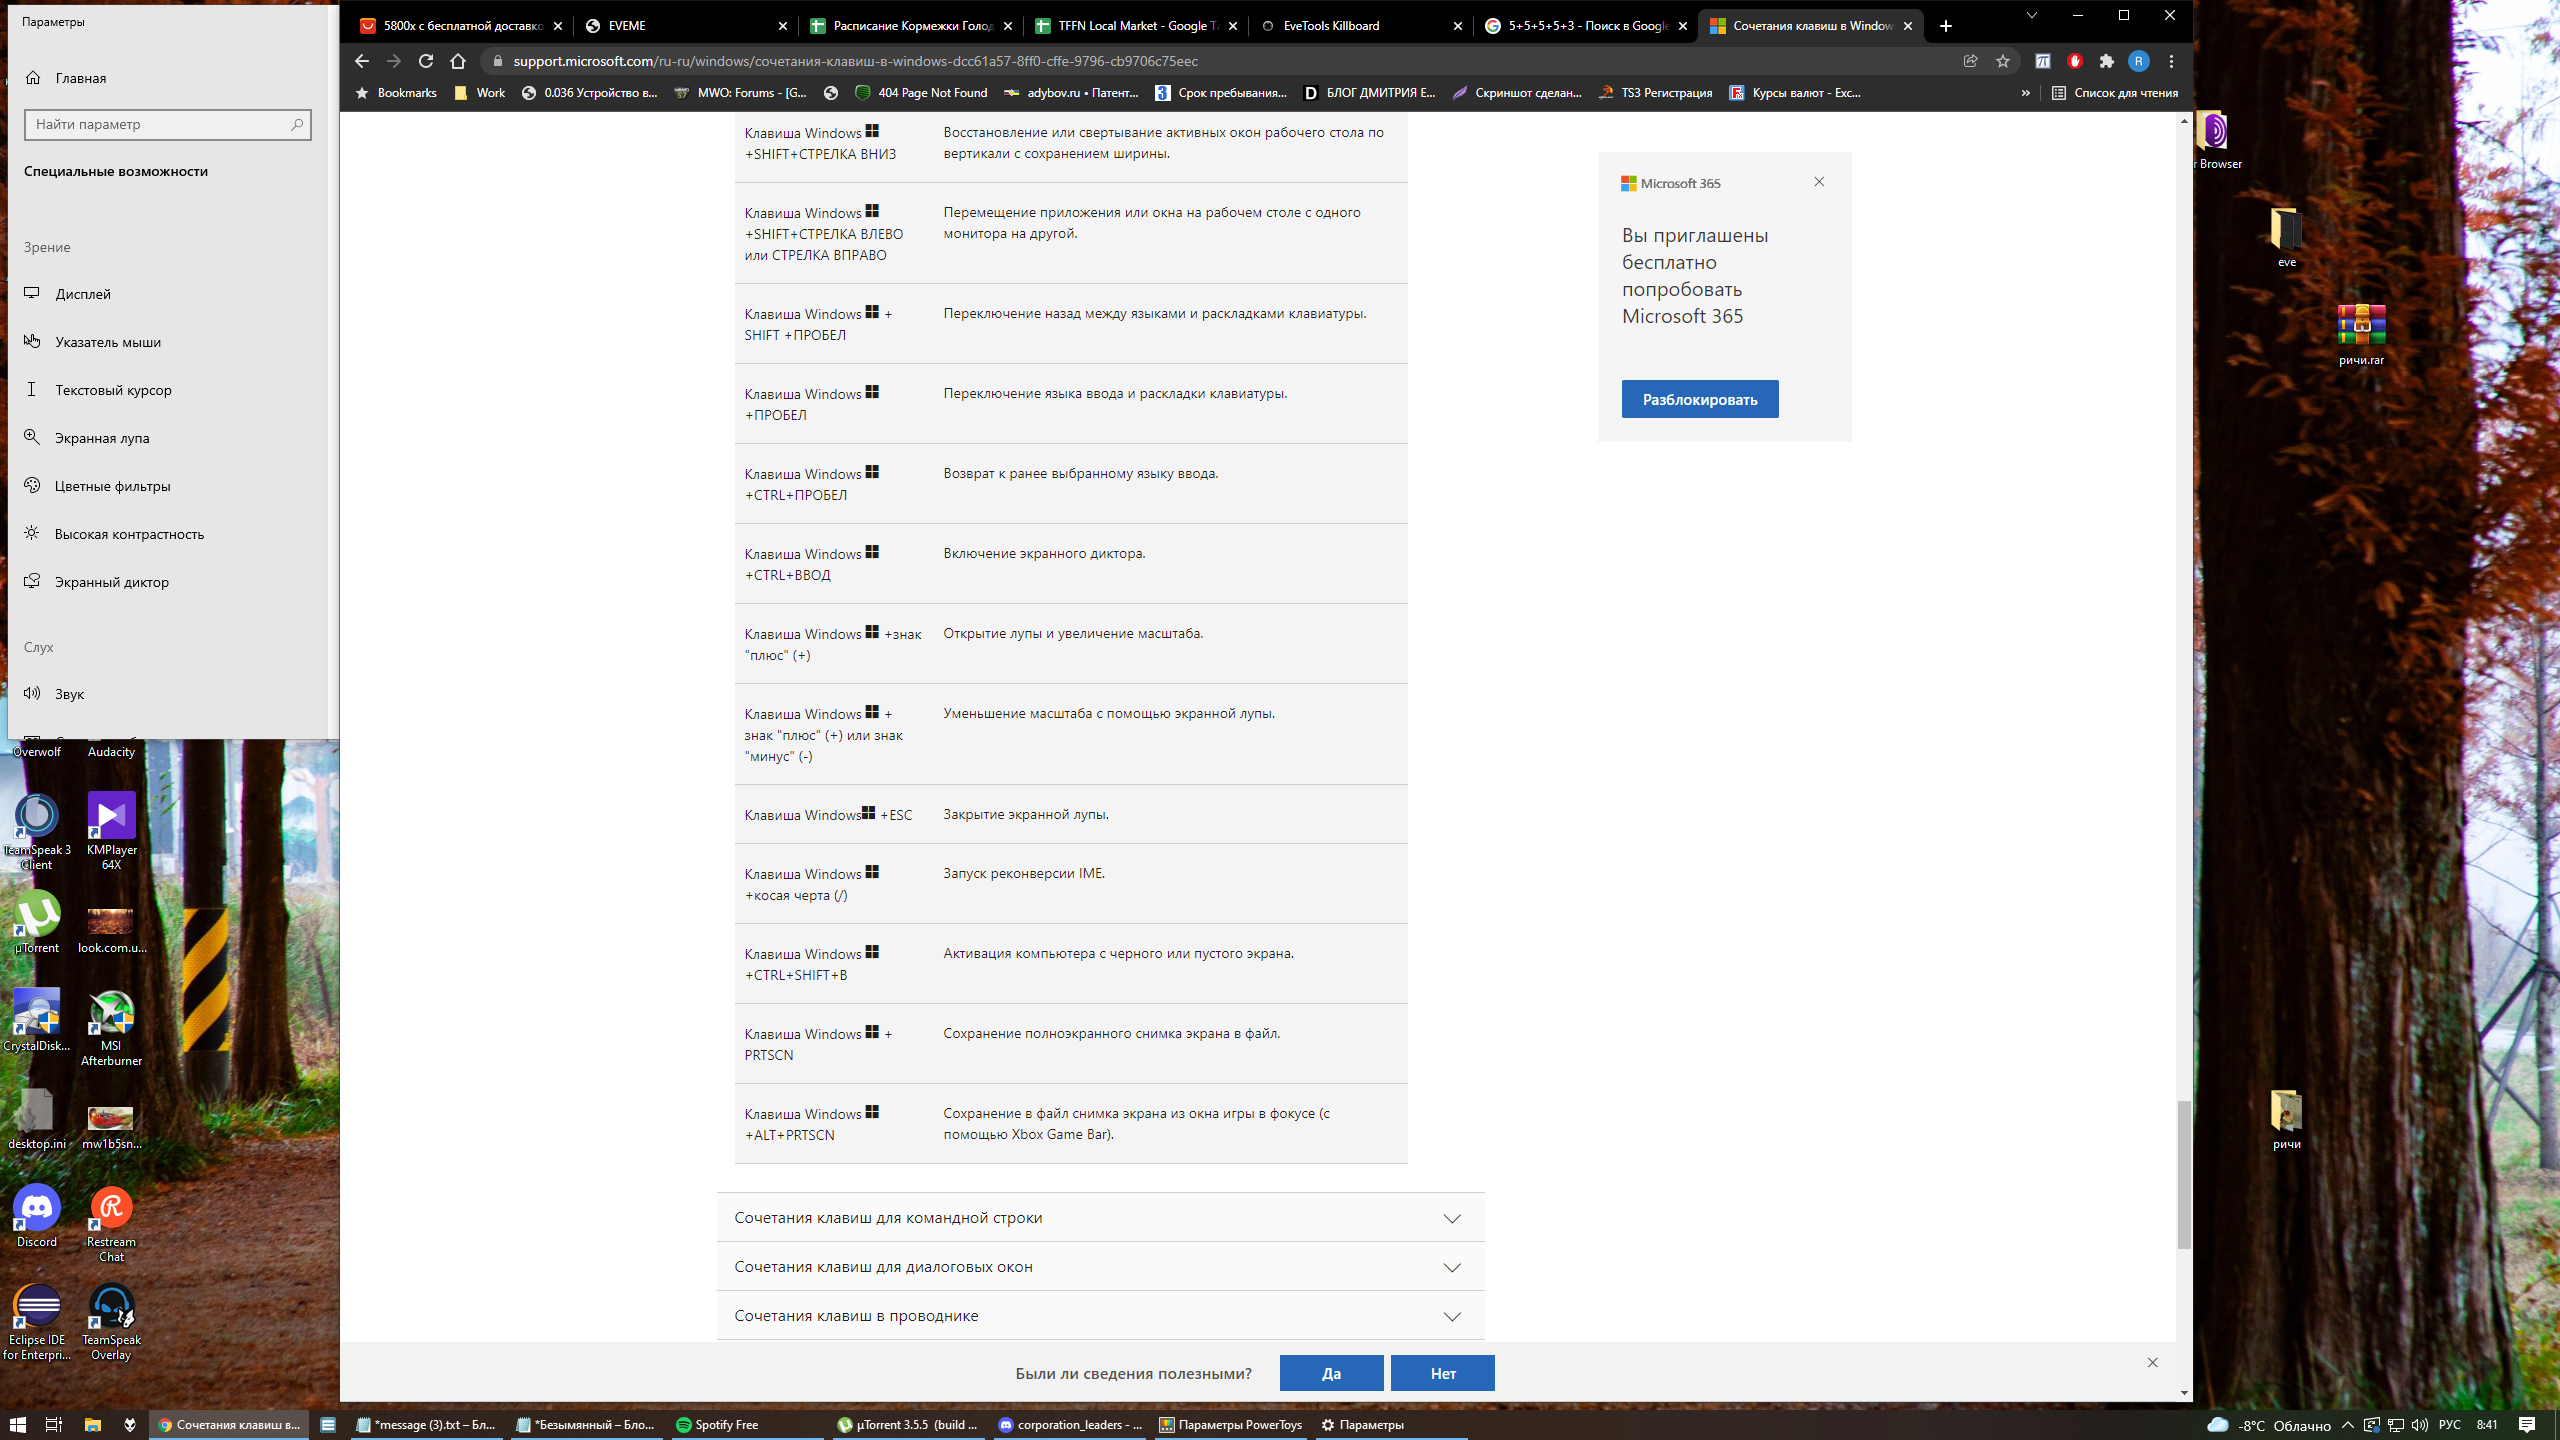 Параметры
Главная
Найти параметр
Специальные возможности
Зрение
Дисплей
Указатель мыши
Текстовый курсор
Экранная лупа
Цветные фильтры
Высокая контрастность
Экранный диктор
Слух
Звук
5800x с бесплатной доставко
EVEME
Расписание Кормежки Голод
TFFN Local Market - Google Т
EveTools Killboard
5+5+5+5+3 - Поиск в Google
Сочетания клавиш в Window
support.microsoft.com/ru-ru/windows/сочетания-клавиш-в-windows-dcc61a57-8ff0-cffe-9796-cb9706c75eec
R
Bookmarks
Work
0.036 Устройство в...
MWO: Forums - [G...
404 Page Not Found
adybov.ru • Патент...
Срок пребывания...
БЛОГ ДМИТРИЯ Е...
Скриншот сделан...
TS3 Регистрация
Курсы валют - Exc...
»
Список для чтения
Клавиша Windows
+SHIFT+СТРЕЛКА ВНИЗ
Восстановление или свертывание активных окон рабочего стола по
вертикали с сохранением ширины.
Клавиша Windows
+SHIFT+СТРЕЛКА ВЛЕВО
или СТРЕЛКА ВПРАВО
Перемещение приложения или окна на рабочем столе с одного
монитора на другой.
Клавиша Windows +
SHIFT +ПРОБЕЛ
Переключение назад между языками и раскладками клавиатуры.
Клавиша Windows
+ПРОБЕЛ
Переключение языка ввода и раскладки клавиатуры.
Клавиша Windows
+CTRL+ПРОБЕЛ
Возврат к ранее выбранному языку ввода.
Клавиша Windows
+CTRL+ВВОД
Включение экранного диктора.
Клавиша Windows +знак
"плюс" (+)
Открытие лупы и увеличение масштаба.
Клавиша Windows +
знак "плюс" (+) или знак
"минус" (-)
Уменьшение масштаба с помощью экранной лупы.
Клавиша Windows +ESC
Закрытие экранной лупы.
Клавиша Windows
+косая черта (/)
Запуск реконверсии IME.
Клавиша Windows
+CTRL+SHIFT+B
Активация компьютера с черного или пустого экрана.
Клавиша Windows +
PRTSCN
Сохранение полноэкранного снимка экрана в файл.
Клавиша Windows
+ALT+PRTSCN
Сохранение в файл снимка экрана из окна игры в фокусе (с
помощью Xbox Game Bar).
Сочетания клавиш для командной строки
Сочетания клавиш для диалоговых окон
Сочетания клавиш в проводнике
Были ли сведения полезными?
Да
Нет
Microsoft 365
Вы приглашены
бесплатно
попробовать
Microsoft 365
Разблокировать
r Browser
eve
ричи.rar
ричи
Overwolf
Audacity
TeamSpeak 3
Client
KMPlayer
64X
µTorrent
look.com.u...
CrystalDisk...
MSI
Afterburner
desktop.ini
mw1b5sn...
Discord
Restream
Chat
Eclipse IDE
for Enterpri...
TeamSpeak
Overlay
Сочетания клавиш в...
*message (3).txt – Бл...
*Безымянный – Бло...
Spotify Free
µTorrent 3.5.5 (build ...
corporation_leaders - ...
Параметры PowerToys
Параметры
-8°C Облачно
РУС
8:41